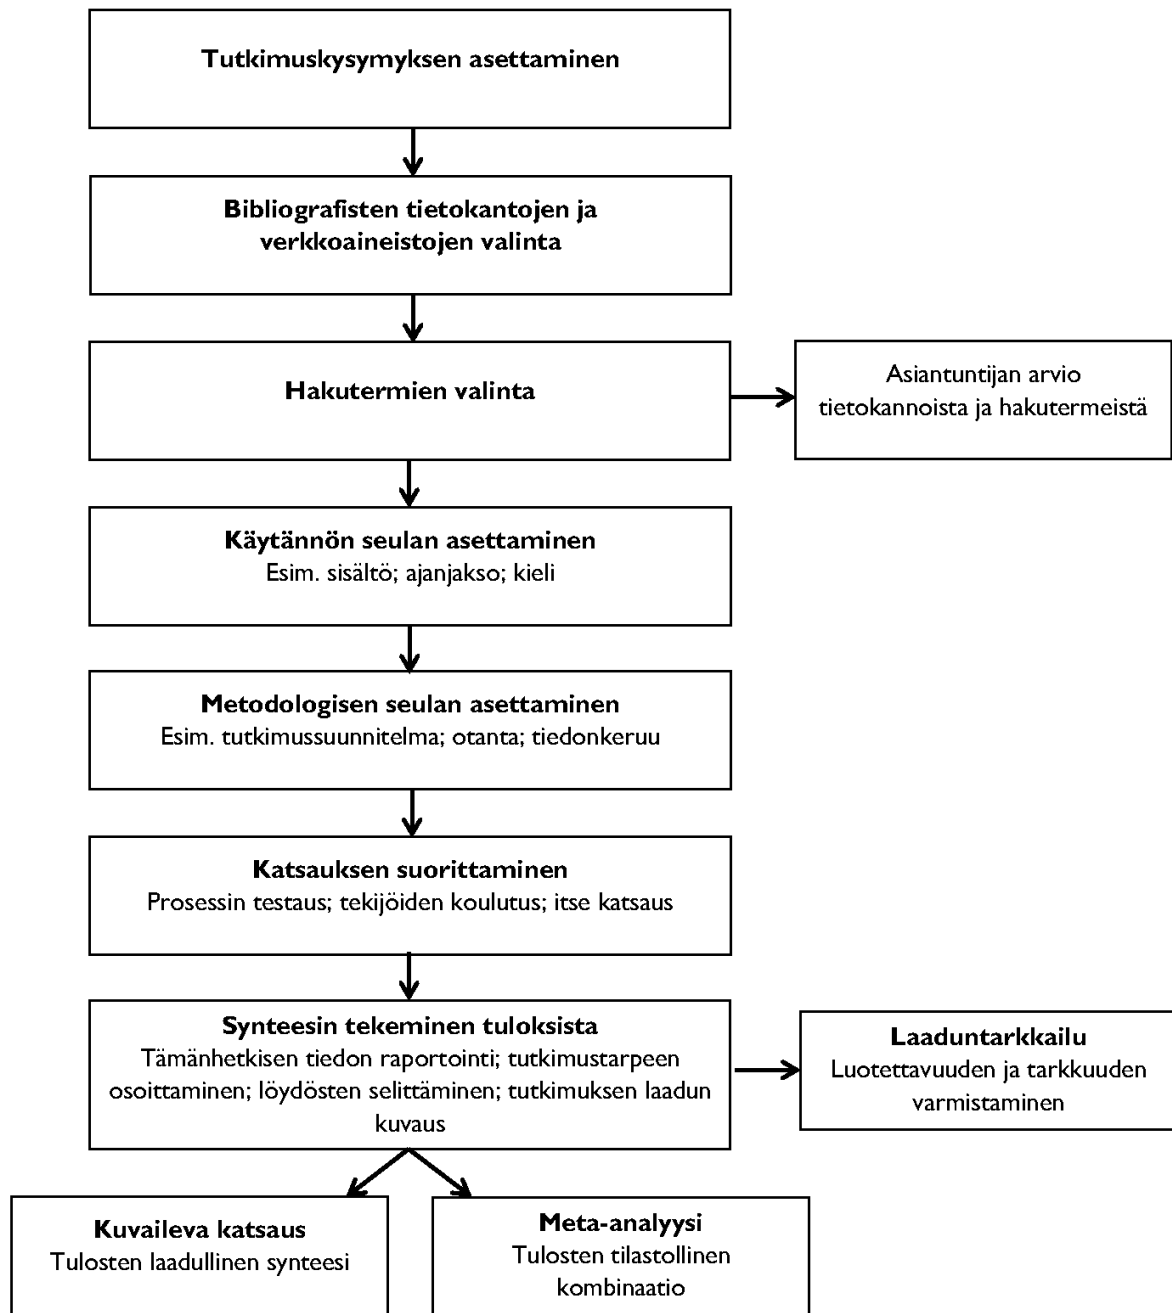 Tutkimuskysymyksen asettaminen
Bibliografisten tietokantojen ja
verkkoaineistojen valinta
Hakutermien valinta
Asiantuntijan arvio
tietokannoista ja hakutermeistä
Käytännön seulan asettaminen
Esim. sisältö; ajanjakso; kieli
Metodologisen seulan asettaminen
Esim. tutkimussuunnitelma; otanta; tiedonkeruu
Katsauksen suorittaminen
Prosessin testaus; tekijöiden koulutus; itse katsaus
Synteesin tekeminen tuloksista
Tämänhetkisen tiedon raportointi; tutkimustarpeen
osoittaminen; löydösten selittäminen; tutkimuksen laadun
kuvaus
Laaduntarkkailu
Luotettavuuden ja tarkkuuden
varmistaminen
Kuvaileva katsaus
Tulosten laadullinen synteesi
Meta-analyysi
Tulosten tilastollinen
kombinaatio